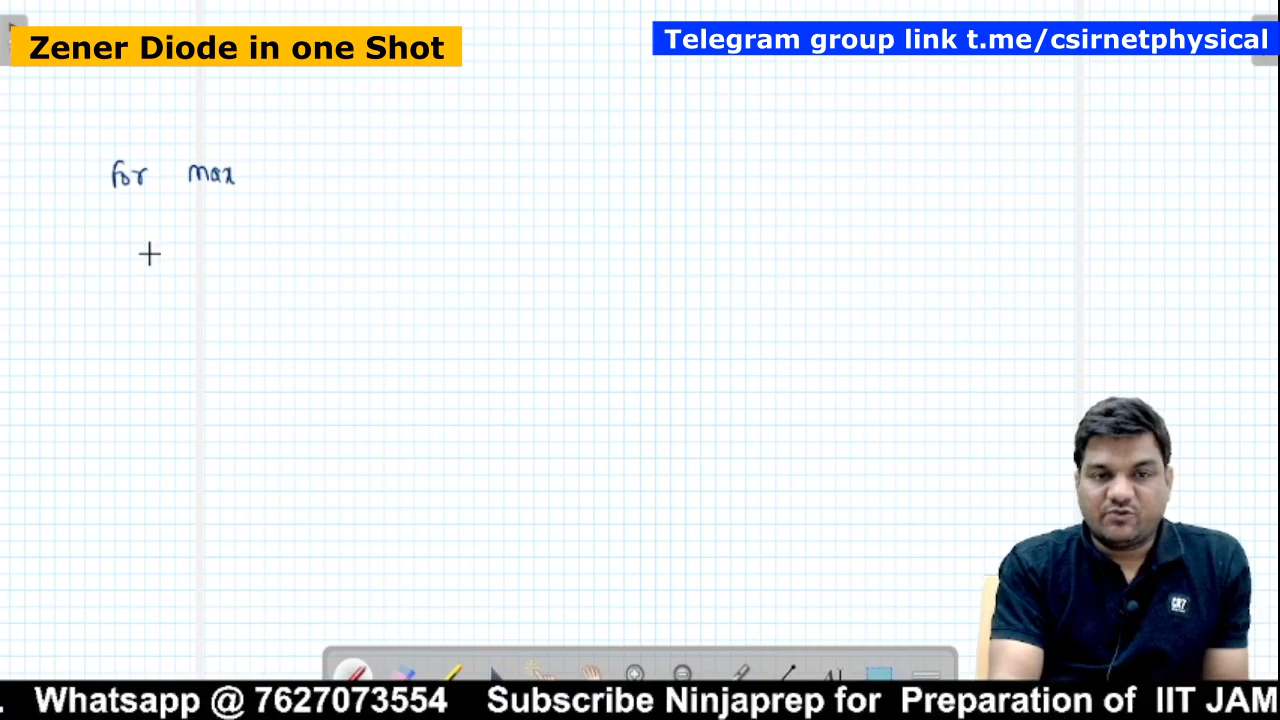 Zener Diode in one Shot
Telegram group link t.me/csirnetphysical
For max
CR7
. Whatsapp @ 7627073554 Subscribe Ninjaprep for Preparation of IIT JAM